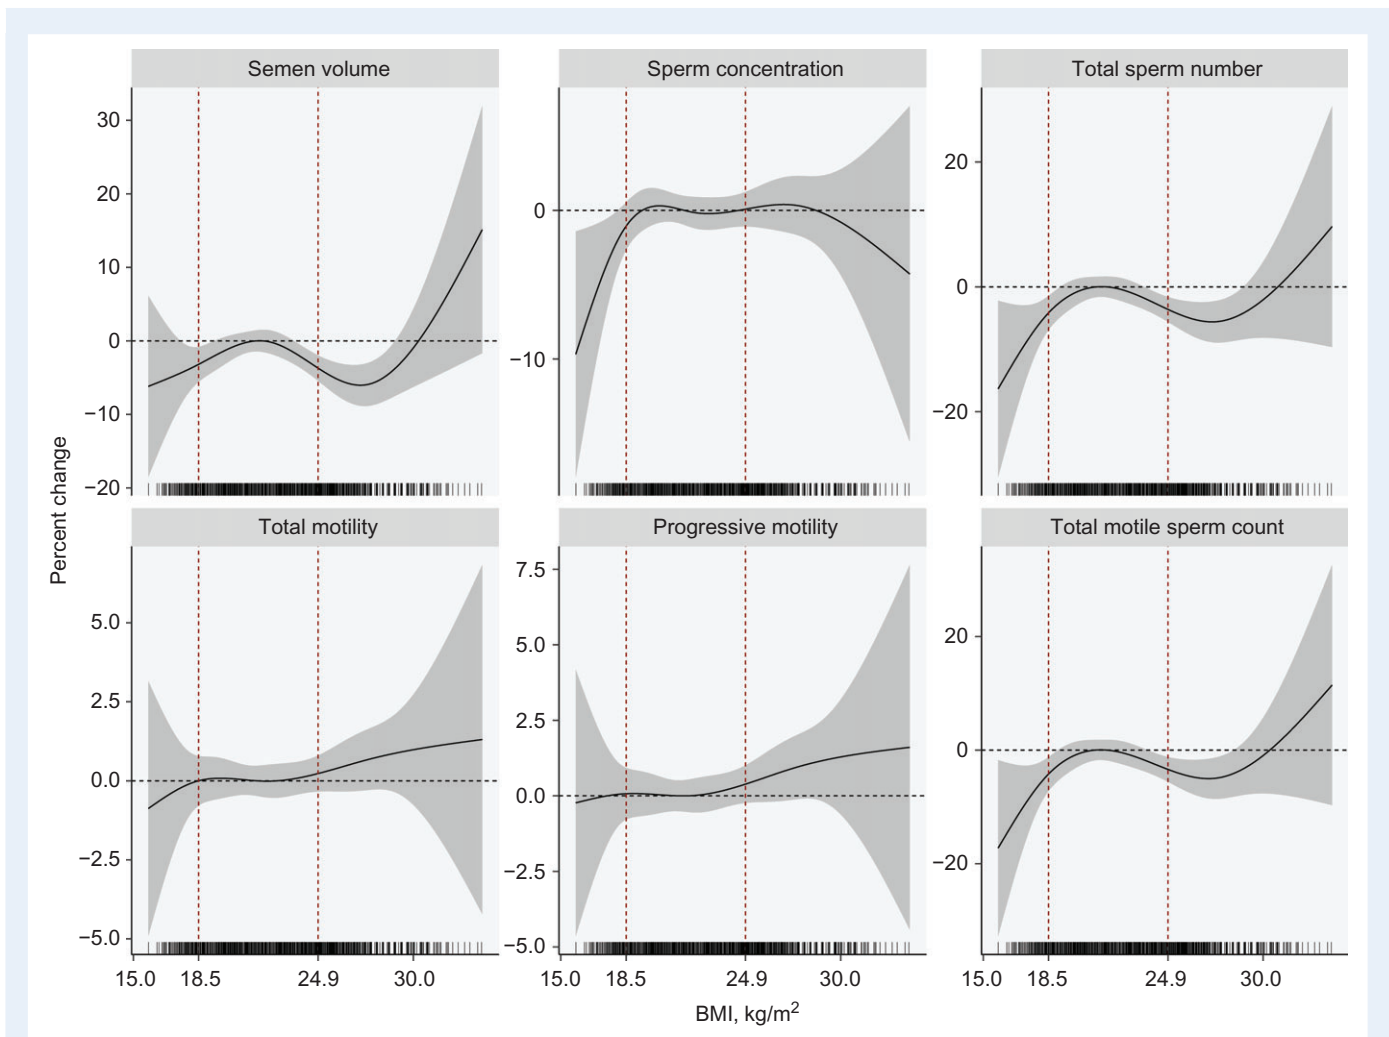 Semen volume
Sperm concentration
Total sperm number
30
20
10
0
−10
−20
0
−10
20
0
−20
Percent change
Total motility
Progressive motility
Total motile sperm count
5.0
2.5
0.0
−2.5
−5.0
7.5
5.0
2.5
0.0
−2.5
−5.0
20
0
−20
15.0 18.5 24.9 30.0
15.0 18.5 24.9 30.0
15.0 18.5 24.9 30.0
BMI, kg/m²